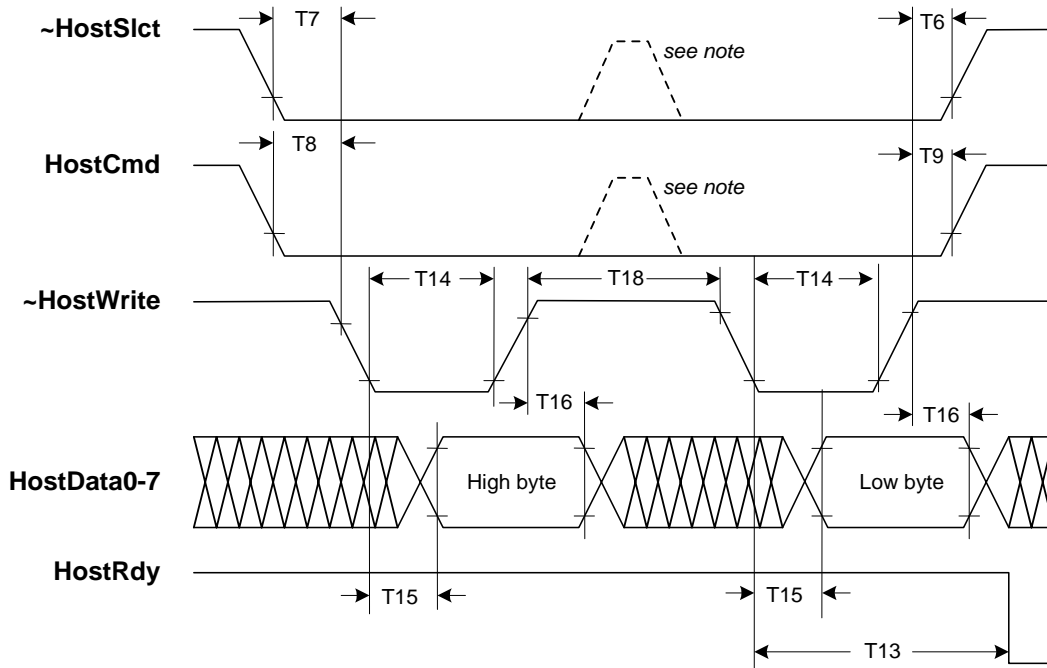 ~HostSlct
T7
T6
see note
T8
HostCmd
T9
see note
T14
T18
T14
~HostWrite
T16
T16
HostData0-7
High byte
Low byte
HostRdy
T15
T15
T13